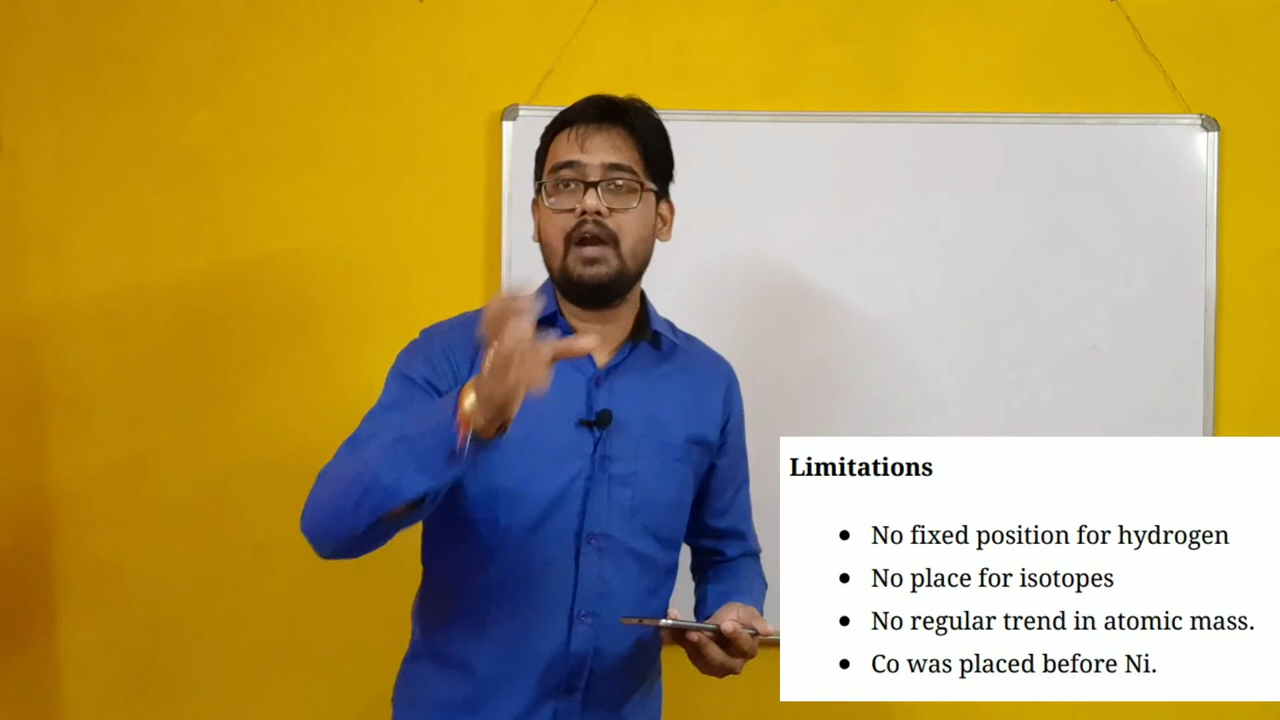 Limitations
• No fixed position for hydrogen
• No place for isotopes
• No regular trend in atomic mass.
• Co was placed before Ni.